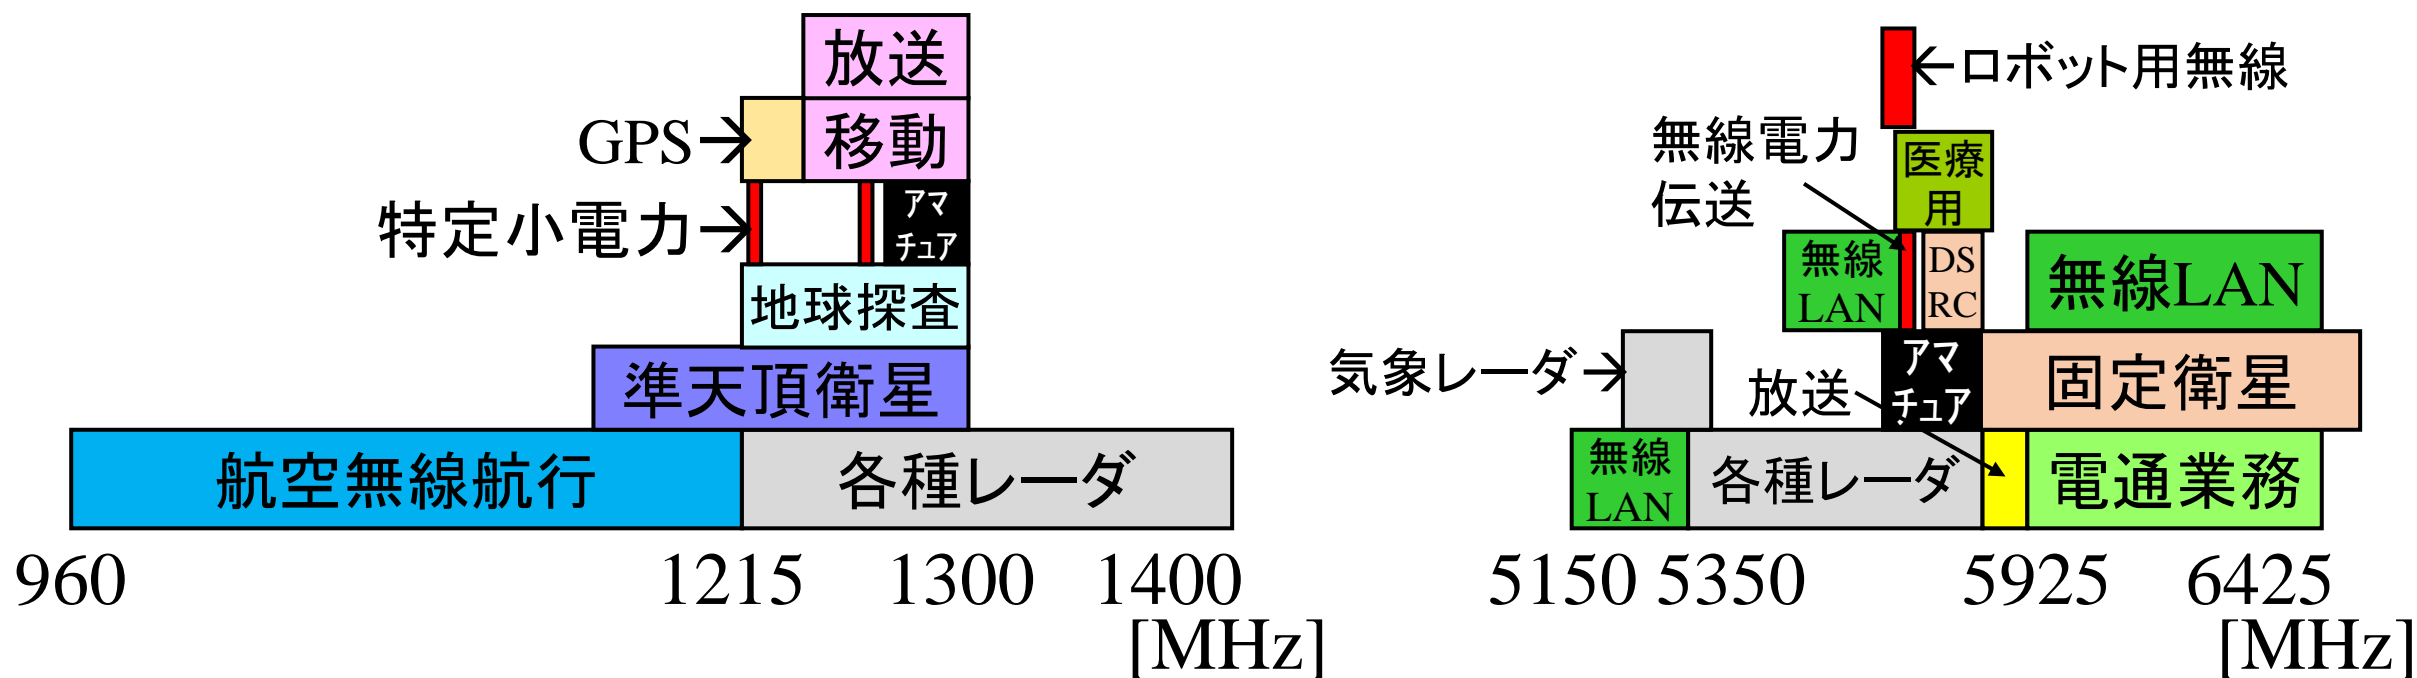 放送
GPS
移動
特定小電力
アマ
チュア
地球探査
準天頂衛星
航空無線航行
各種レーダ
960
1215
1300
1400
[MHz]
ロボット用無線
無線電力
伝送
医療
用
無線
LAN
DS
RC
無線LAN
気象レーダ
放送
アマ
チュア
固定衛星
無線
LAN
各種レーダ
電通業務
5150
5350
5925
6425
[MHz]